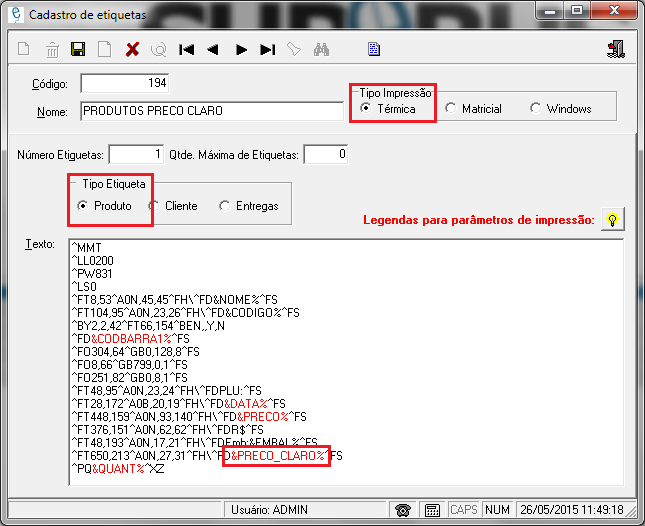 Cadastro de etiquetas
Código: 194
Nome: PRODUTOS PRECO CLARO
Tipo Impressão
Térmica Matricial Windows
Número Etiquetas: 1 Qtde. Máxima de Etiquetas: 0
Tipo Etiqueta
Produto Cliente Entregas
Legendas para parâmetros de impressão:
Texto:
^MMT
^LL0200
^PW831
^LS0
^FT8,53^A0N,45,45^FH\^FD&NOME%^FS
^FT104,95^A0N,23,26^FH\^FD&CODIGO%^FS
^BY2,2,42^FT66,154^BEN,,Y,N
^FD&CODBARRA1%^FS
^FO304,64^GB0,128,8^FS
^FO8,66^GB799,0,1^FS
^FO251,82^GB0,8,1^FS
^FT48,95^A0N,23,24^FH\^FDPLU:^FS
^FT28,172^A0B,20,19^FH\^FD&DATA%^FS
^FT448,159^A0N,93,140^FH\^FD&PRECO%^FS
^FT376,151^A0N,62,62^FH\^FDR$^FS
^FT48,193^A0N,17,21^FH\^FDEmb:&EMBAL%^FS
^FT650,213^A0N,27,31^FH\^FD&PRECO_CLARO%^FS
^PQ&QUANT%^XZ
Usuário: ADMIN CAPS NUM 26/05/2015 11:49:18